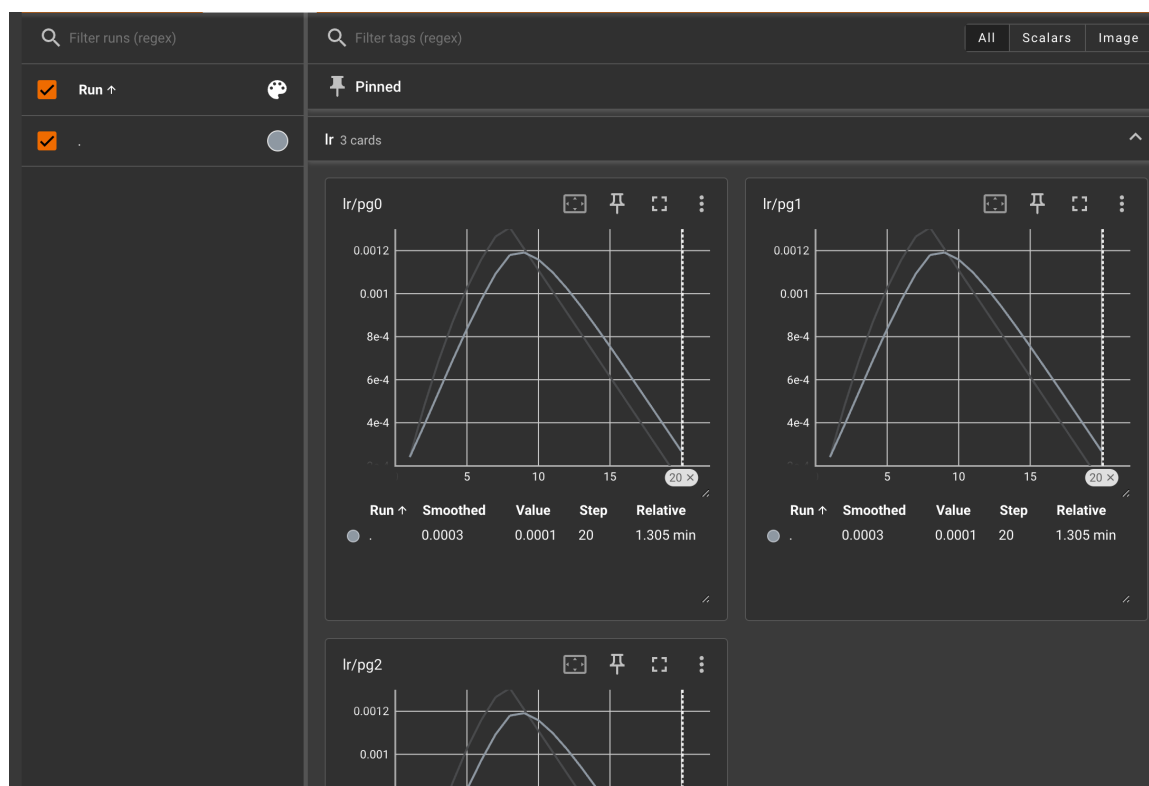 Filter runs (regex)
Filter tags (regex)
All Scalars Image
Run ↑
Pinned
.
lr 3 cards
lr/pg0
0.0012
0.001
8e-4
6e-4
4e-4
5 10 15 20 ×
Run ↑ Smoothed Value Step Relative
. 0.0003 0.0001 20 1.305 min
lr/pg1
0.0012
0.001
8e-4
6e-4
4e-4
5 10 15 20 ×
Run ↑ Smoothed Value Step Relative
. 0.0003 0.0001 20 1.305 min
lr/pg2
0.0012
0.001